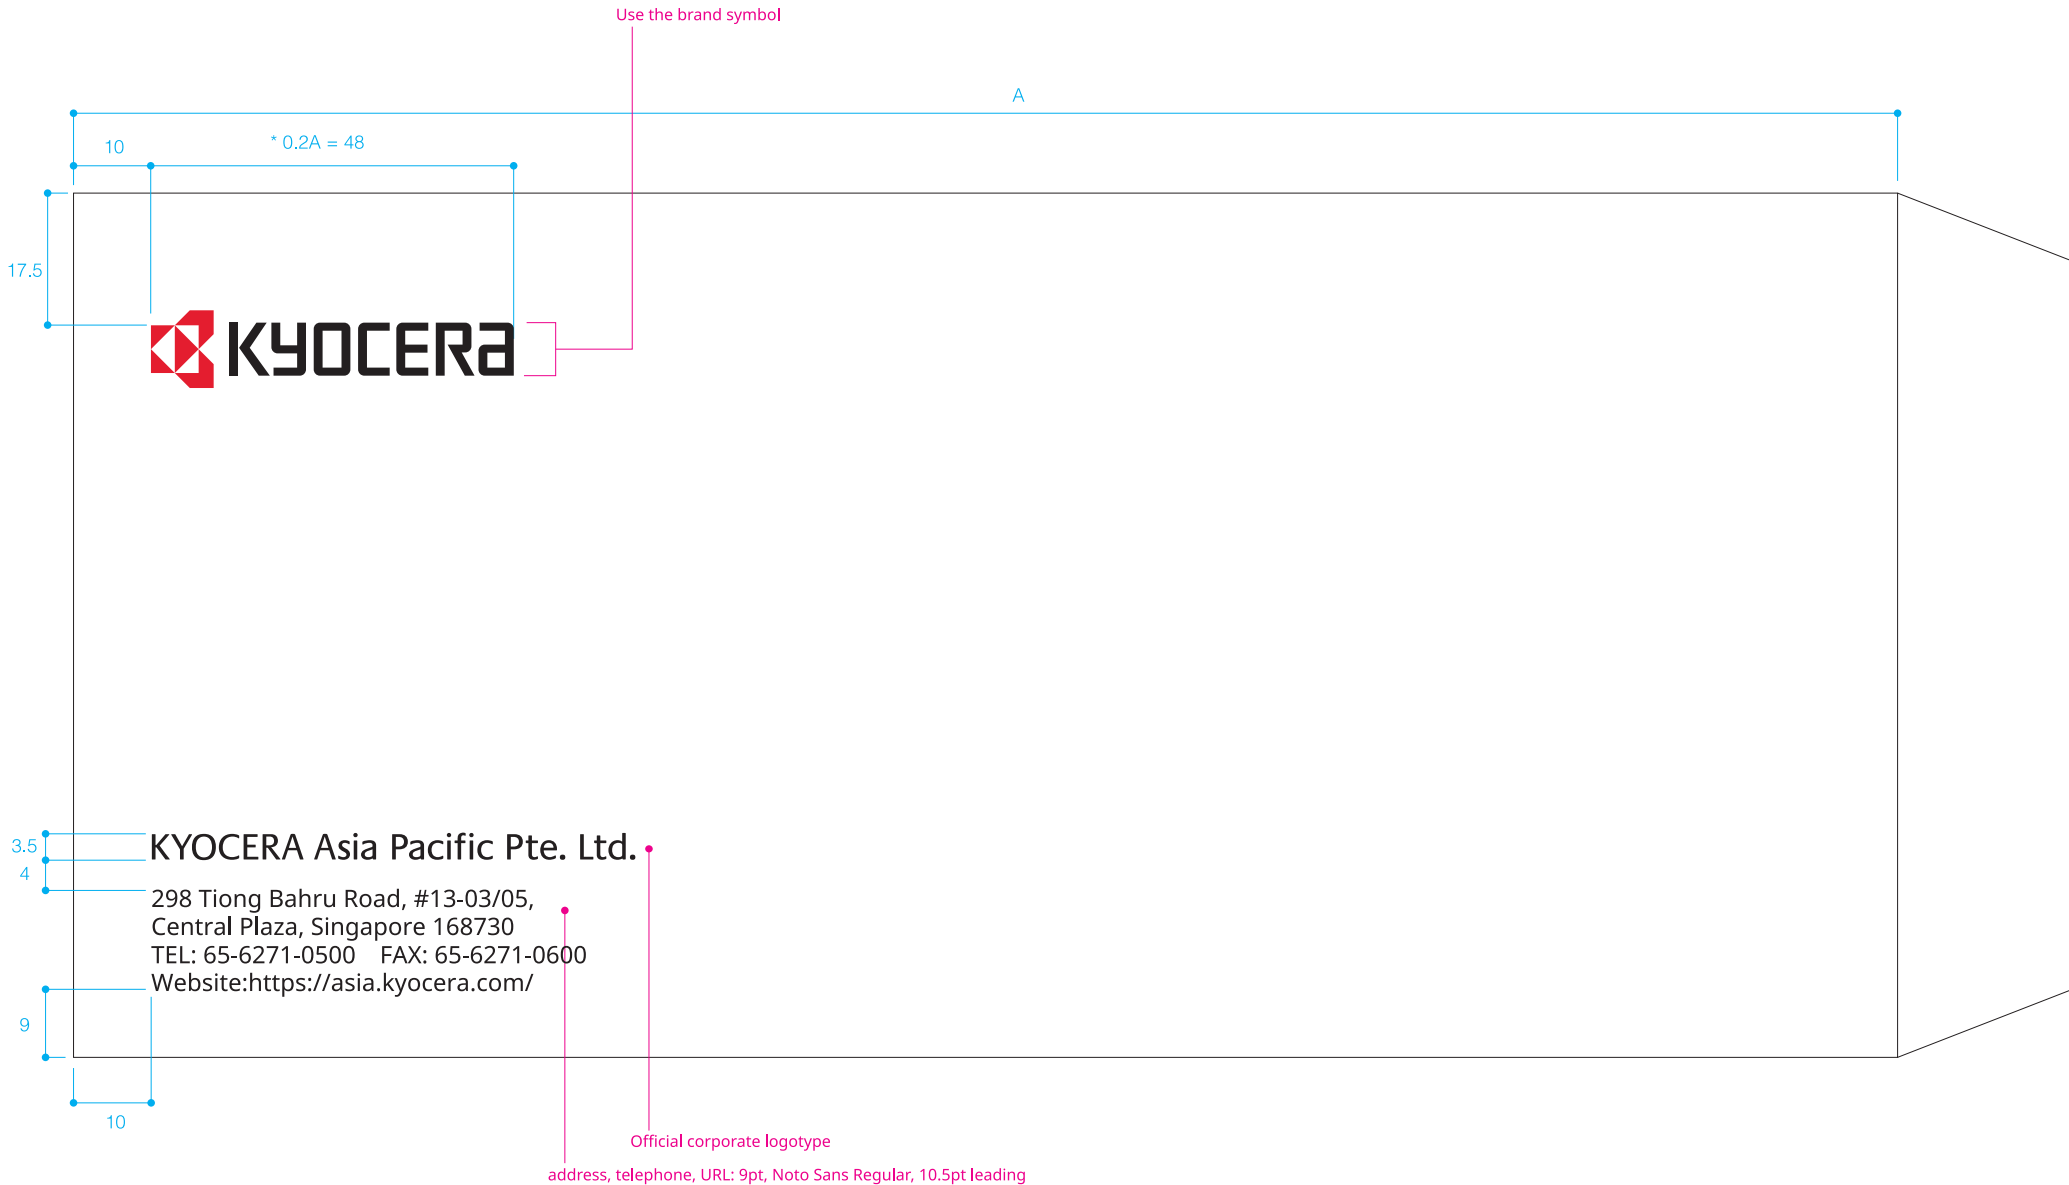 Use the brand symbol
A
10
* 0.2A = 48
17.5
KYOCERA
3.5
KYOCERA Asia Pacific Pte. Ltd.
4
298 Tiong Bahru Road, #13-03/05,
Central Plaza, Singapore 168730
TEL: 65-6271-0500 FAX: 65-6271-0600
Website:https://asia.kyocera.com/
9
10
Official corporate logotype
address, telephone, URL: 9pt, Noto Sans Regular, 10.5pt leading